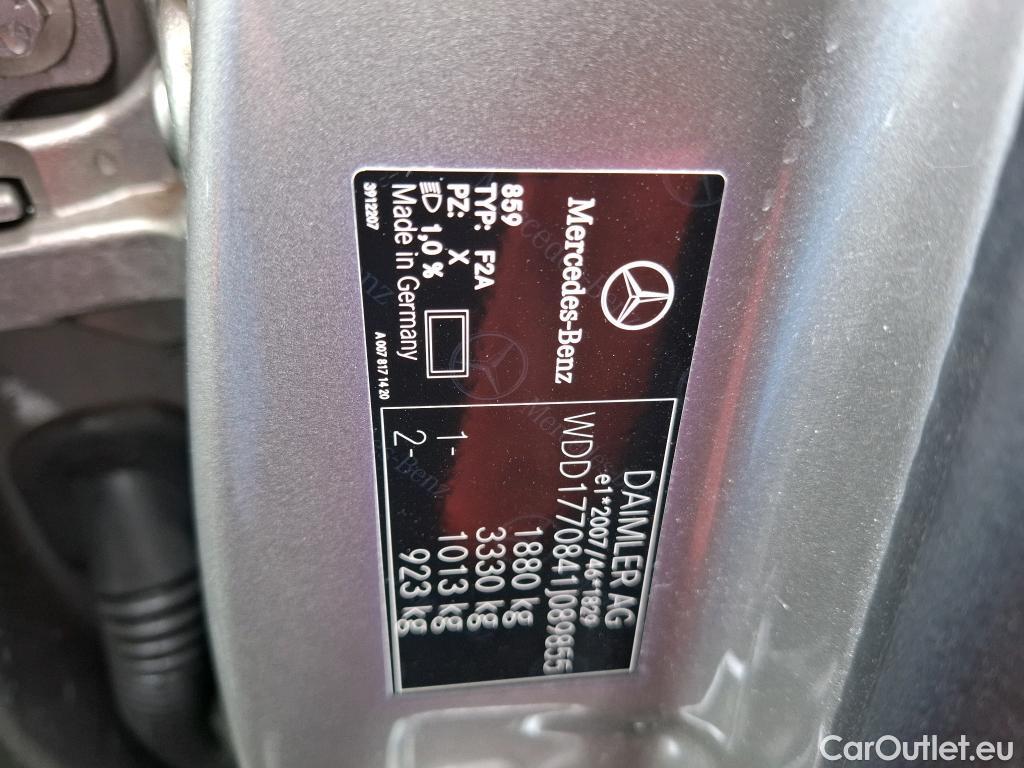 Mercedes-Benz
859
TYP: F2A
PZ: X
1,0 %
Made in Germany
3912207
A 007 817 14 20
DAIMLER AG
e1*2007/46*1829
WDD1770841J089855
1880 kg
3330 kg
1- 1013 kg
2- 923 kg
CarOutlet.eu